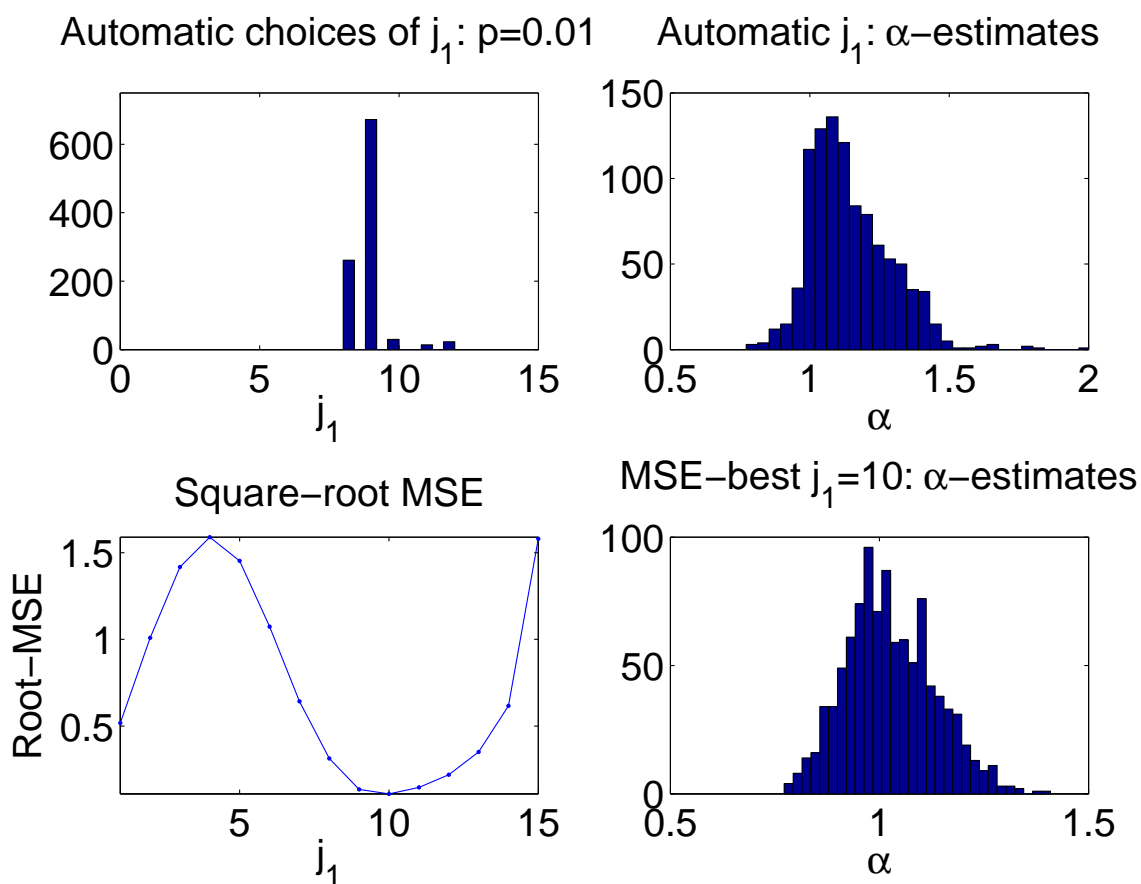 Automatic choices of j₁: p=0.01
600
400
200
0
0 5 10 15
j₁
Automatic j₁: α−estimates
150
100
50
0
0.5 1 1.5 2
α
Square−root MSE
Root−MSE
1.5
1
0.5
5 10 15
j₁
MSE−best j₁=10: α−estimates
100
50
0
0.5 1 1.5
α